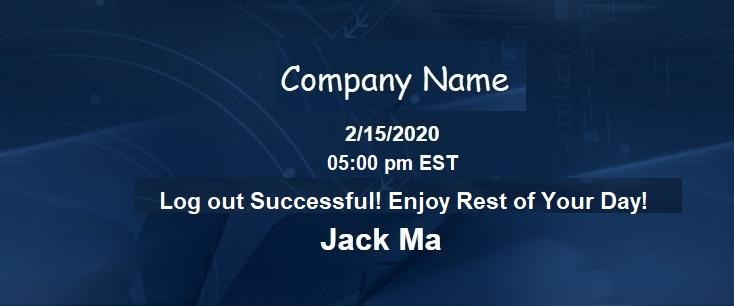 Company Name
2/15/2020
05:00 pm EST
Log out Successful! Enjoy Rest of Your Day!
Jack Ma